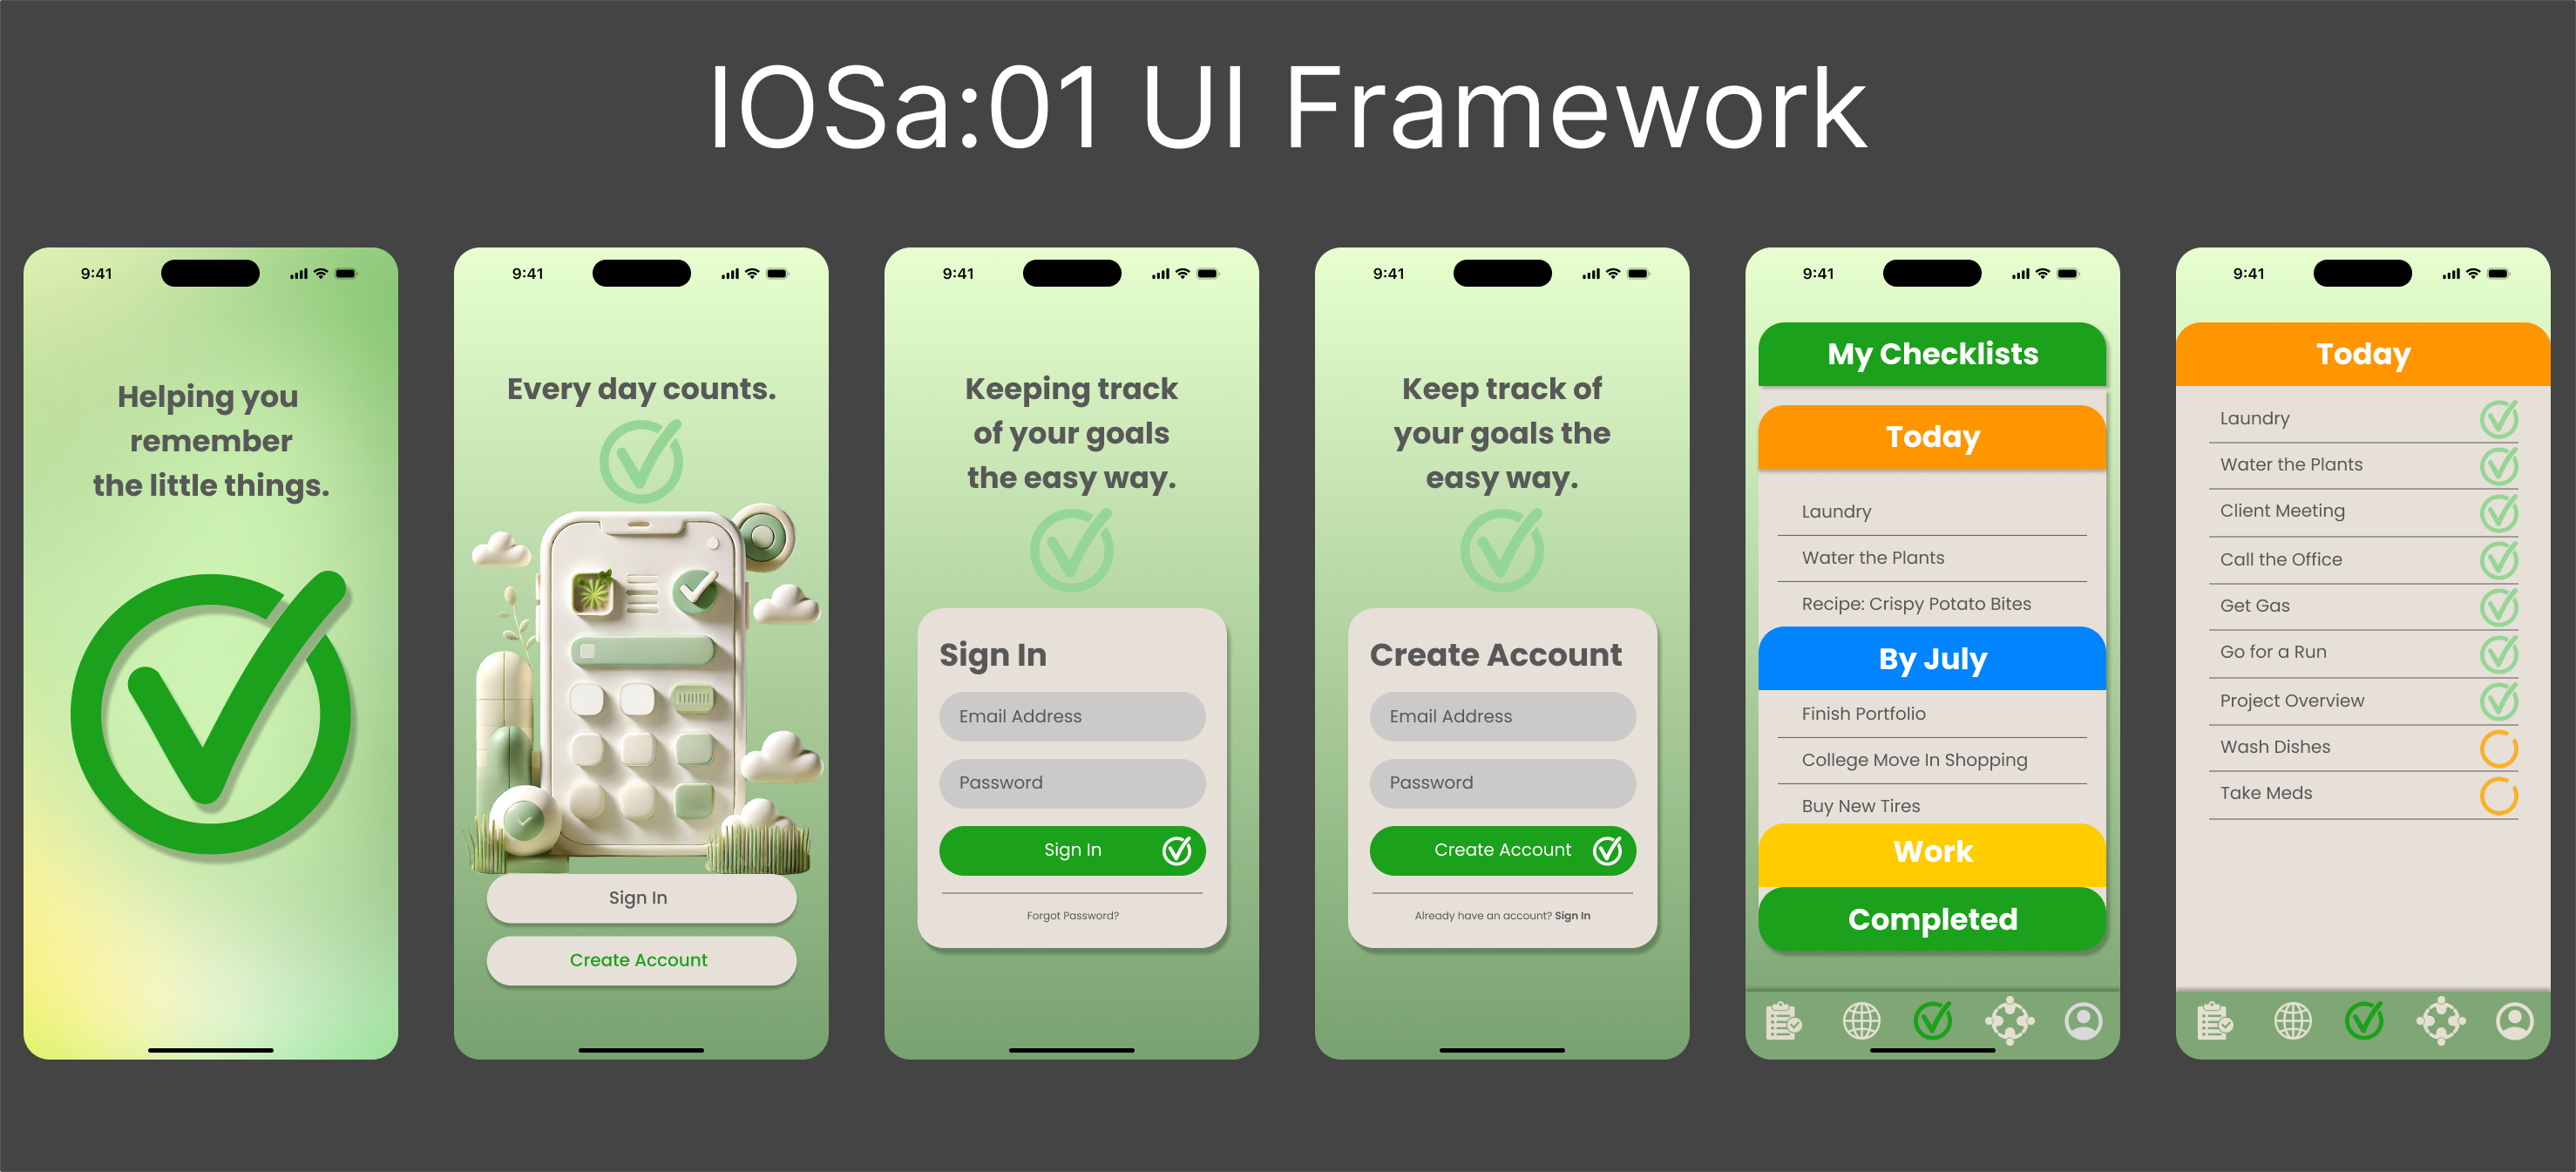 IOSa:01 UI Framework
9:41
Helping you
remember
the little things.
9:41
Every day counts.
Sign In
Create Account
9:41
Keeping track
of your goals
the easy way.
Sign In
Email Address
Password
Sign In
Forgot Password?
9:41
Keep track of
your goals the
easy way.
Create Account
Email Address
Password
Create Account
Already have an account? Sign In
9:41
My Checklists
Today
Laundry
Water the Plants
Recipe: Crispy Potato Bites
By July
Finish Portfolio
College Move In Shopping
Buy New Tires
Work
Completed
9:41
Today
Laundry
Water the Plants
Client Meeting
Call the Office
Get Gas
Go for a Run
Project Overview
Wash Dishes
Take Meds